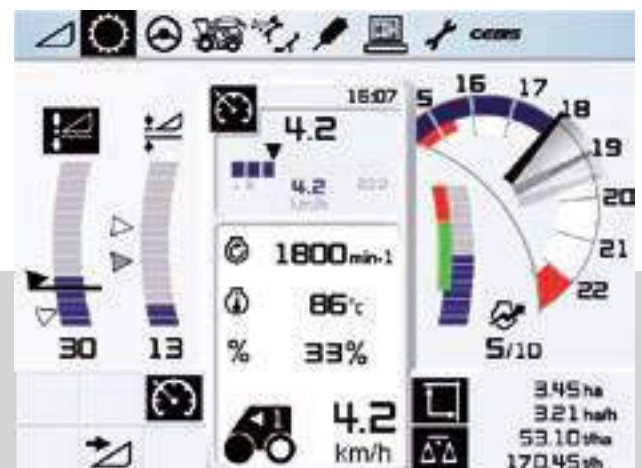 CEBIS
16:07
4.2
4.2
km/h
1800 min-1
86°c
% 33%
4.2
km/h
30
13
5
16
17
18
19
20
21
22
5/10
3.45 ha
3.21 ha/h
53.10 t/ha
170.45 t/h